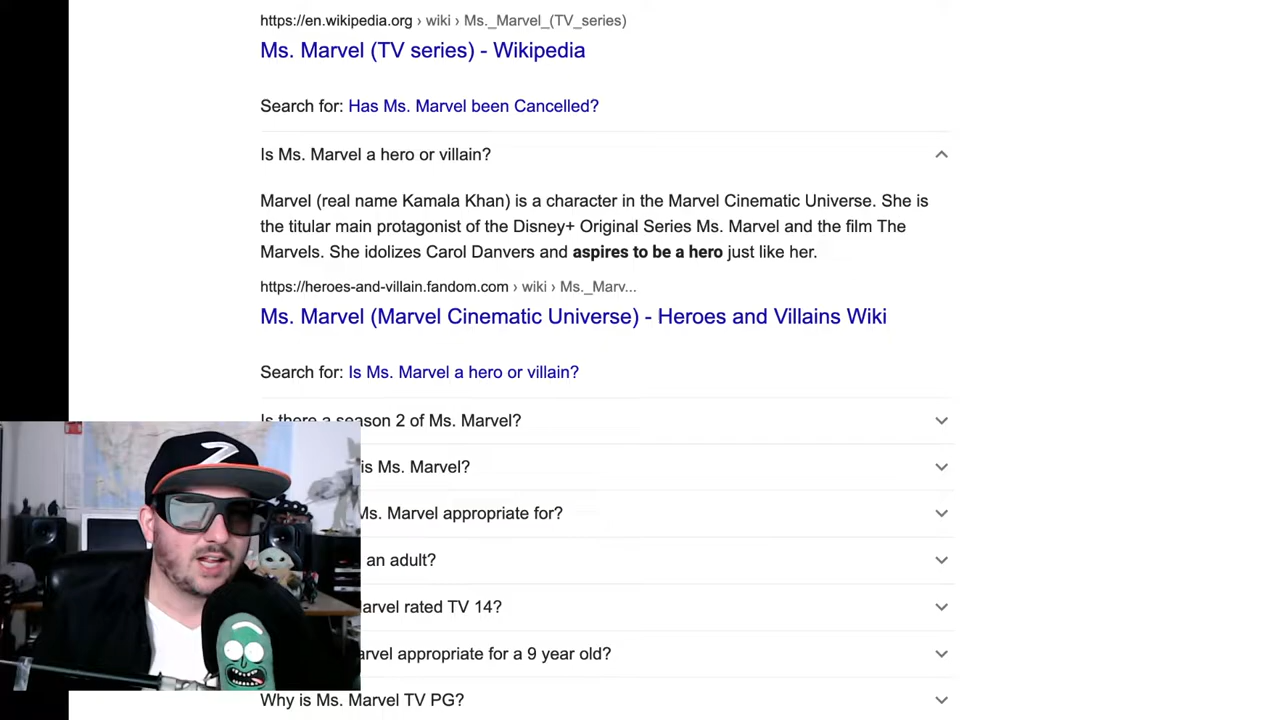 https://en.wikipedia.org › wiki › Ms._Marvel_(TV_series)
Ms. Marvel (TV series) - Wikipedia
Search for: Has Ms. Marvel been Cancelled?
Is Ms. Marvel a hero or villain?
Marvel (real name Kamala Khan) is a character in the Marvel Cinematic Universe. She is
the titular main protagonist of the Disney+ Original Series Ms. Marvel and the film The
Marvels. She idolizes Carol Danvers and aspires to be a hero just like her.
https://heroes-and-villain.fandom.com › wiki › Ms._Marv...
Ms. Marvel (Marvel Cinematic Universe) - Heroes and Villains Wiki
Search for: Is Ms. Marvel a hero or villain?
Is there a season 2 of Ms. Marvel?
is Ms. Marvel?
Ms. Marvel appropriate for?
an adult?
arvel rated TV 14?
arvel appropriate for a 9 year old?
Why is Ms. Marvel TV PG?